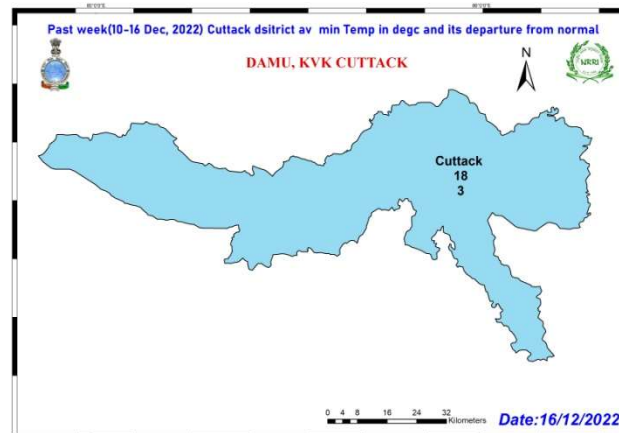 Past week(10-16 Dec, 2022) Cuttack dsitrict av min Temp in degc and its departure from normal
DAMU, KVK CUTTACK
N
Cuttack
18
3
0 4 8 16 24 32
Kilometers
Date:16/12/2022